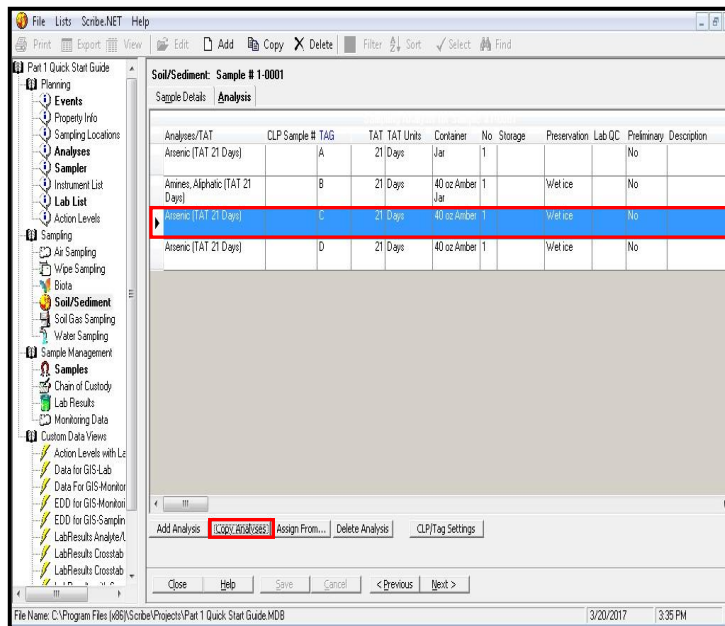 File Lists Scribe.NET Help
Print Export View Edit Add Copy Delete Filter Sort Select Find
Part 1 Quick Start Guide
Planning
Events
Property Info
Sampling Locations
Analyses
Sampler
Instrument List
Lab List
Action Levels
Sampling
Air Sampling
Wipe Sampling
Biota
Soil/Sediment
Soil Gas Sampling
Water Sampling
Sample Management
Samples
Chain of Custody
Lab Results
Monitoring Data
Custom Data Views
Action Levels with La
Data for GIS-Lab
Data For GIS-Monitor
EDD for GIS-Monitori
EDD for GIS-Samplin
LabResults Analyte/L
LabResults Crosstab
LabResults Crosstab
Soil/Sediment: Sample # 1-0001
Sample Details Analysis
Analyses/TAT CLP Sample # TAG TAT TAT Units Container No Storage Preservation Lab QC Preliminary Description
Arsenic (TAT 21 Days) A 21 Days Jar 1 No
Amines, Aliphatic (TAT 21 B 21 Days 40 oz Amber 1 Wet ice No
Days) Jar
Arsenic (TAT 21 Days) C 21 Days 40 oz Amber 1 Wet ice No
Arsenic (TAT 21 Days) D 21 Days 40 oz Amber 1 Wet ice No
Add Analysis Copy Analyses Assign From... Delete Analysis CLP/Tag Settings
Close Help Save Cancel < Previous Next >
File Name: C:\Program Files (x86)\Scribe\Projects\Part 1 Quick Start Guide.MDB 3/20/2017 3:35 PM